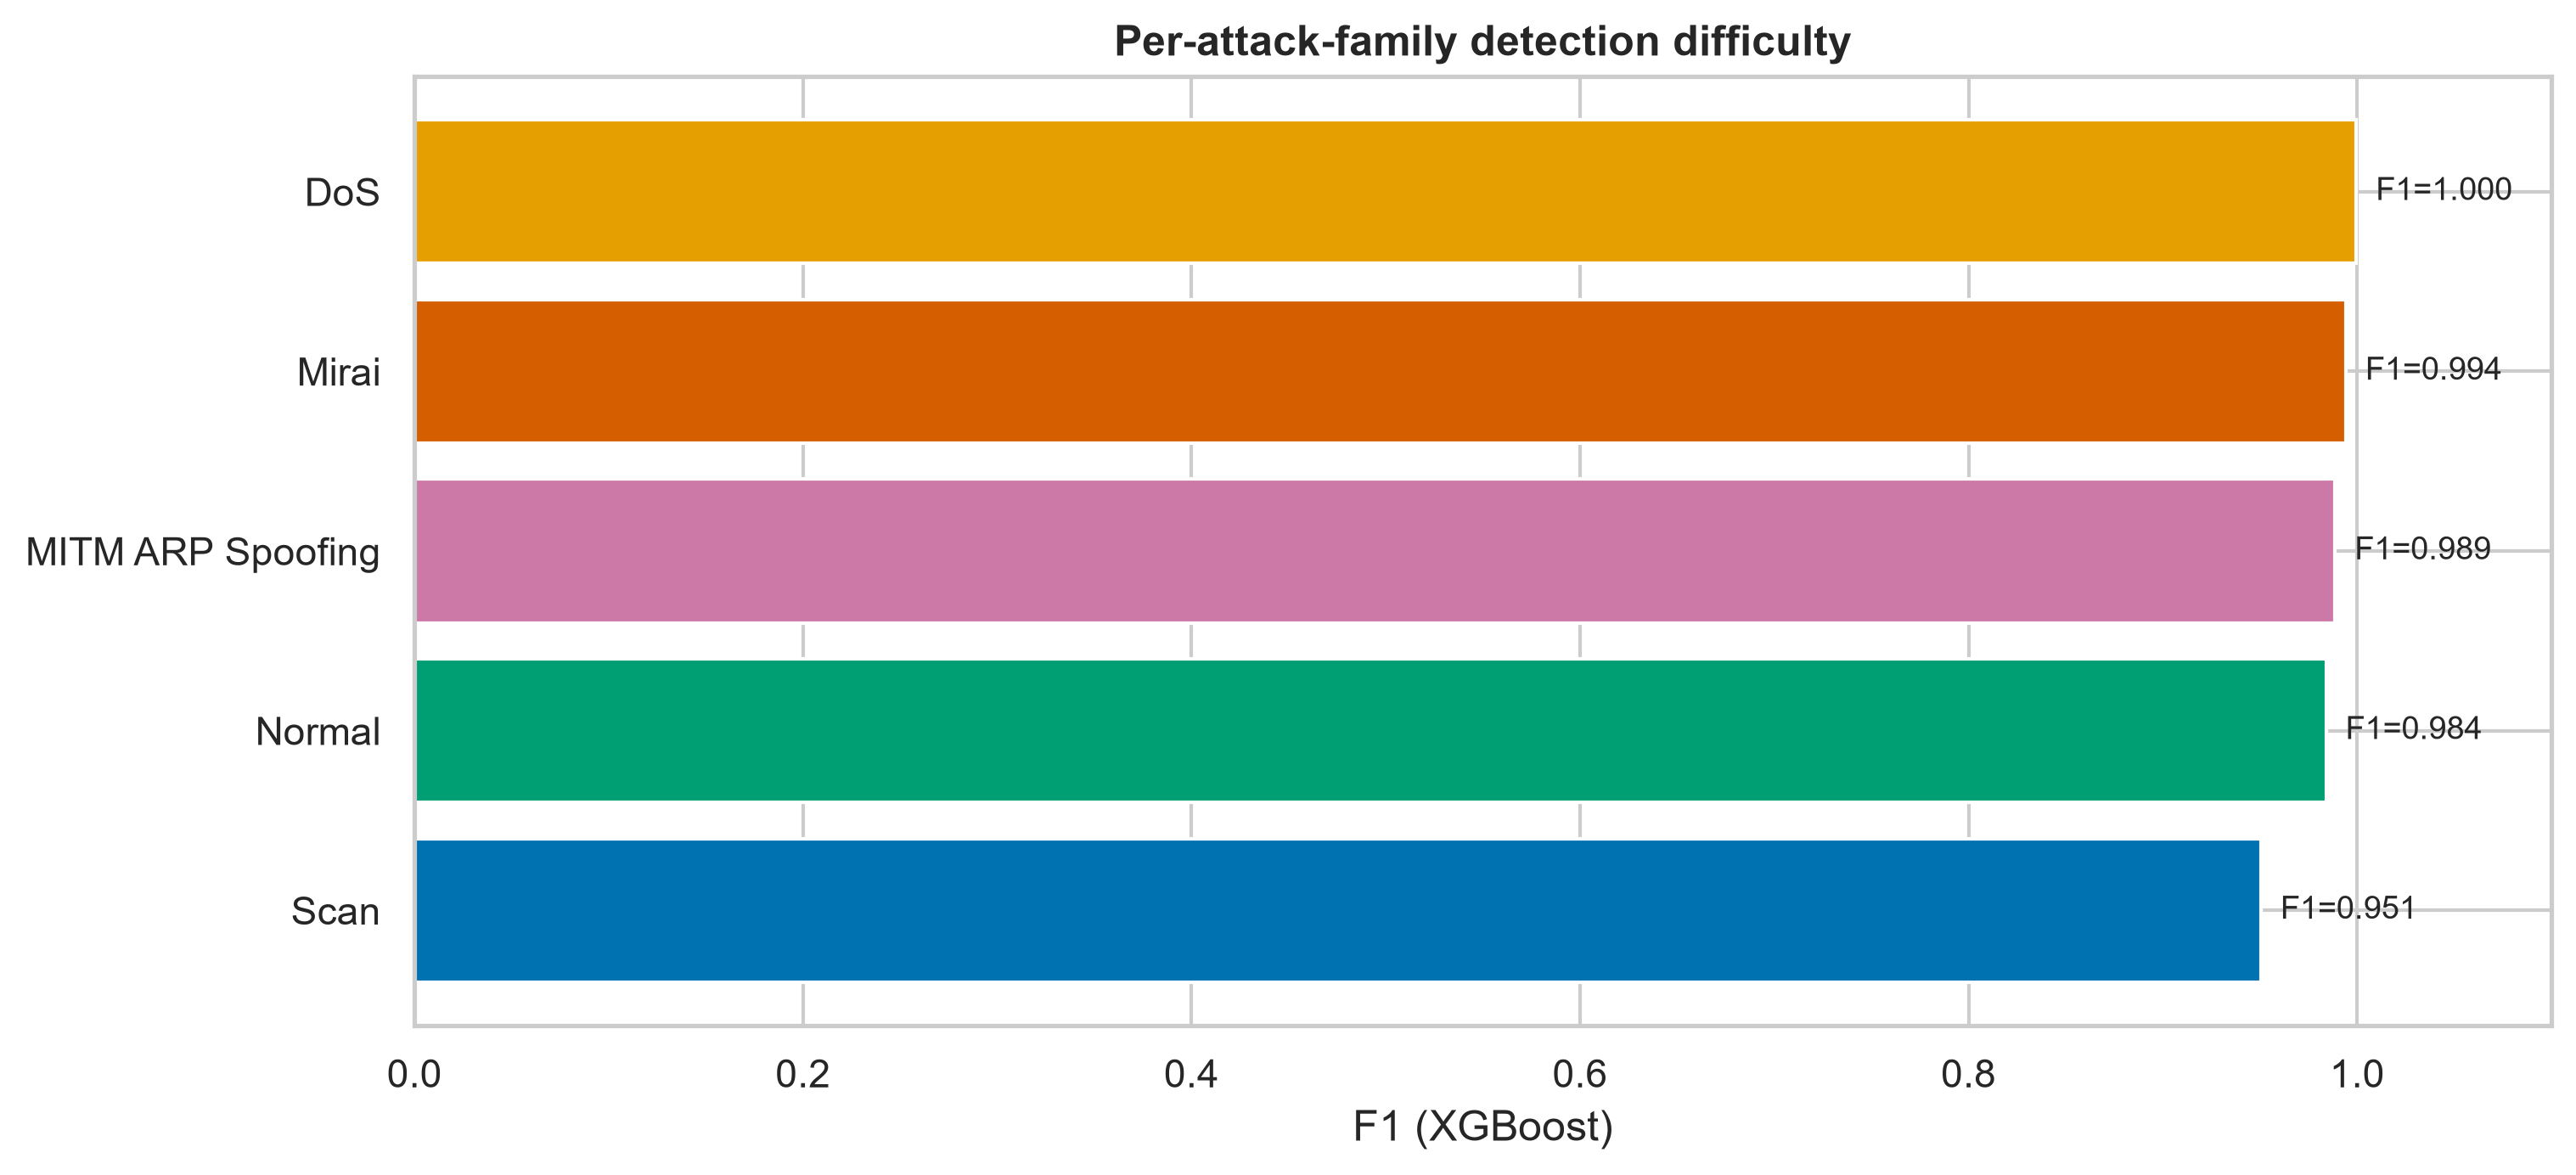 Per-attack-family detection difficulty
DoS
F1=1.000
Mirai
F1=0.994
MITM ARP Spoofing
F1=0.989
Normal
F1=0.984
Scan
F1=0.951
0.0 0.2 0.4 0.6 0.8 1.0
F1 (XGBoost)